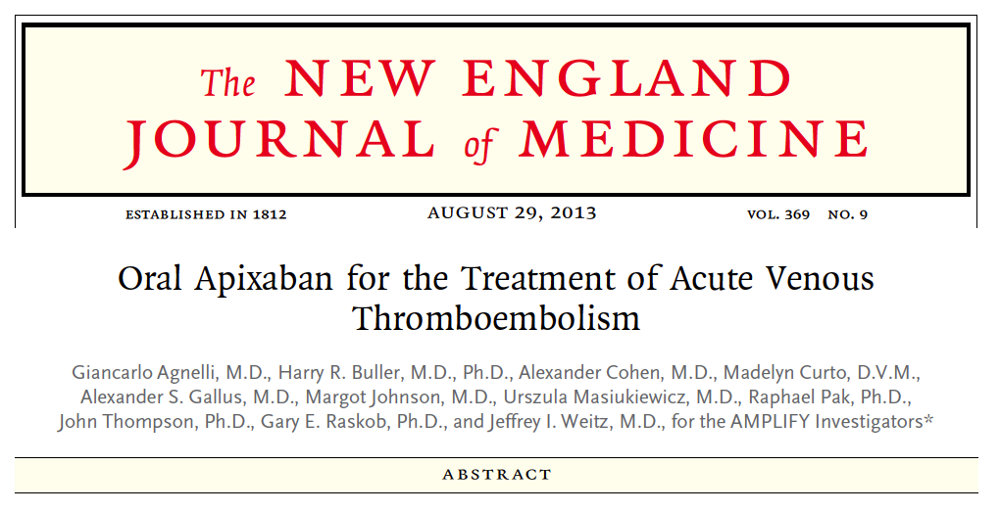 The NEW ENGLAND
JOURNAL of MEDICINE
ESTABLISHED IN 1812 AUGUST 29, 2013 VOL. 369 NO. 9
Oral Apixaban for the Treatment of Acute Venous
Thromboembolism
Giancarlo Agnelli, M.D., Harry R. Buller, M.D., Ph.D., Alexander Cohen, M.D., Madelyn Curto, D.V.M.,
Alexander S. Gallus, M.D., Margot Johnson, M.D., Urszula Masiukiewicz, M.D., Raphael Pak, Ph.D.,
John Thompson, Ph.D., Gary E. Raskob, Ph.D., and Jeffrey I. Weitz, M.D., for the AMPLIFY Investigators*
ABSTRACT